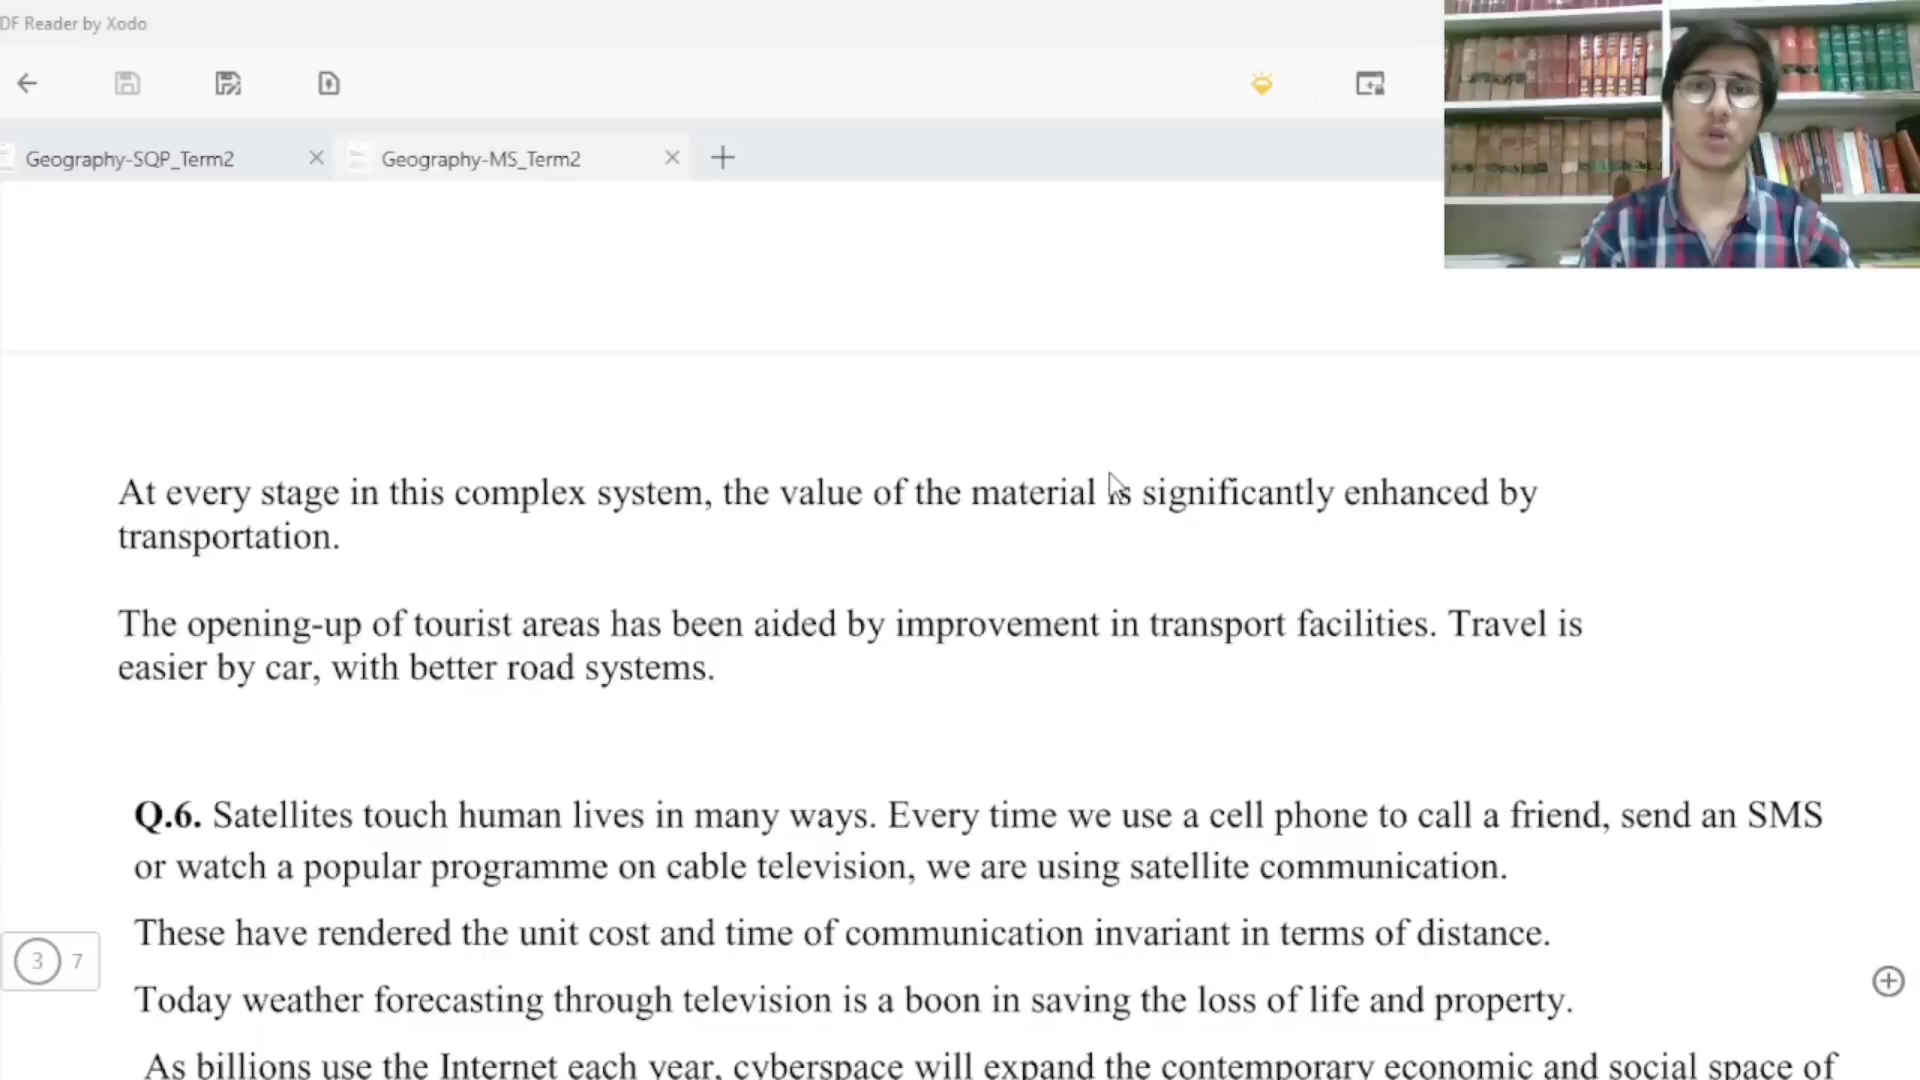 DF Reader by Xodo
Geography-SQP_Term2
Geography-MS_Term2
At every stage in this complex system, the value of the material is significantly enhanced by
transportation.
The opening-up of tourist areas has been aided by improvement in transport facilities. Travel is
easier by car, with better road systems.
Q.6. Satellites touch human lives in many ways. Every time we use a cell phone to call a friend, send an SMS
or watch a popular programme on cable television, we are using satellite communication.
These have rendered the unit cost and time of communication invariant in terms of distance.
3 7
Today weather forecasting through television is a boon in saving the loss of life and property.
As billions use the Internet each year, cyberspace will expand the contemporary economic and social space of